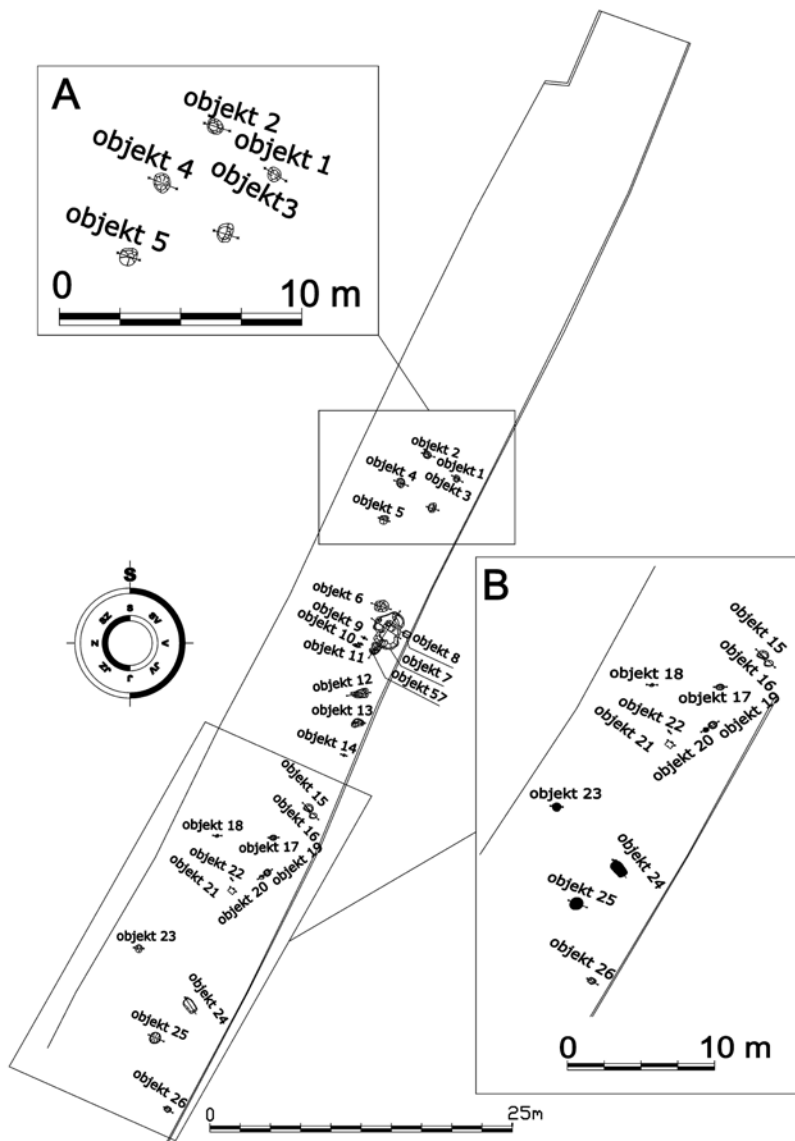 A
objekt 2
objekt 1
objekt 4
objekt3
objekt 5
0 10 m
objekt 2
objekt 1
objekt 4
objekt 3
objekt 5
S
S
SV
V
JV
J
JZ
Z
SZ
objekt 6
objekt 9
objekt 10
objekt 11
objekt 8
objekt 7
objekt 57
objekt 12
objekt 13
objekt 14
objekt 15
objekt 16
objekt 18
objekt 17
objekt 19
objekt 22
objekt 20
objekt 21
objekt 23
objekt 24
objekt 25
objekt 26
0 25m
B
objekt 15
objekt 16
objekt 18
objekt 17
objekt 19
objekt 22
objekt 20
objekt 21
objekt 23
objekt 24
objekt 25
objekt 26
0 10 m